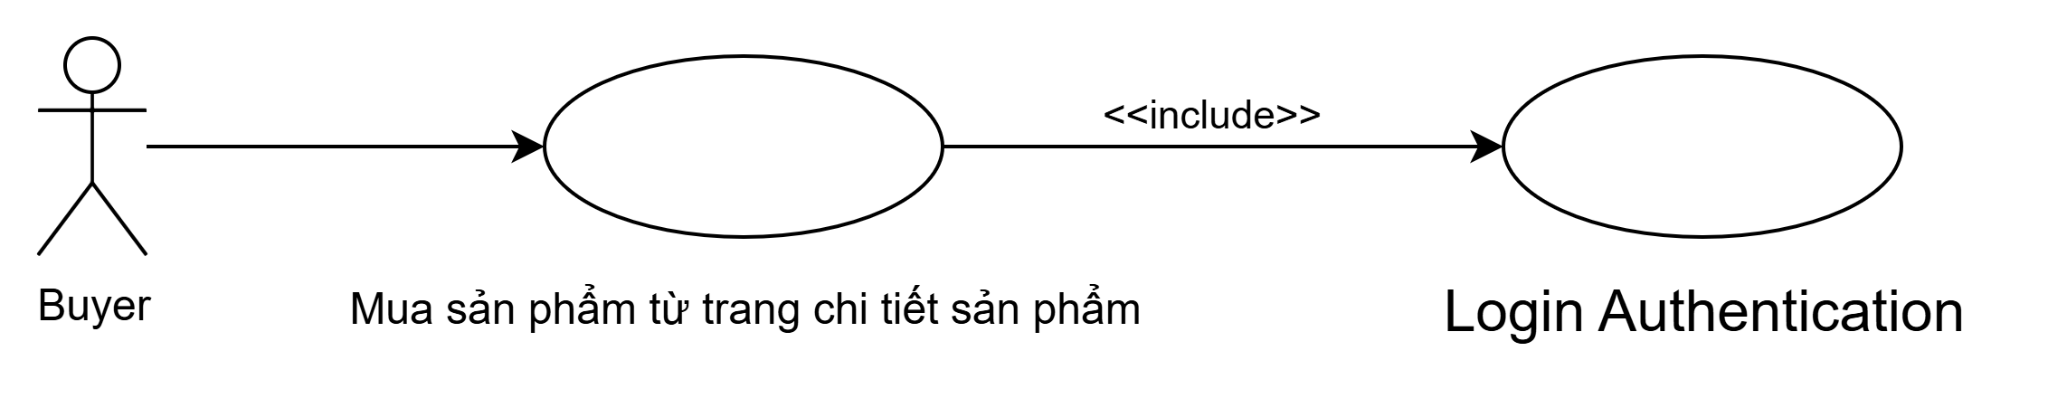 <<include>>
Buyer
Mua sản phẩm từ trang chi tiết sản phẩm
Login Authentication